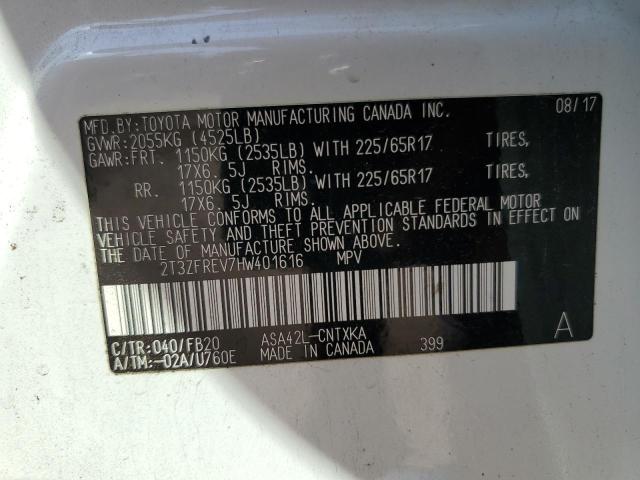 MFD.BY:TOYOTA MOTOR MANUFACTURING CANADA INC. 08/17
GVWR:2055KG (4525LB)
GAWR:FRT. 1150KG (2535LB) WITH 225/65R17 TIRES,
17X6. 5J RIMS.
RR. 1150KG (2535LB) WITH 225/65R17 TIRES,
17X6. 5J RIMS.
THIS VEHICLE CONFORMS TO ALL APPLICABLE FEDERAL MOTOR
VEHICLE SAFETY AND THEFT PREVENTION STANDARDS IN EFFECT ON
THE DATE OF MANUFACTURE SHOWN ABOVE.
2T3ZFREV7HW401616 MPV
C/TR:040/FB20 ASA42L-CNTXKA A
A/TM:-02A/U760E MADE IN CANADA 399